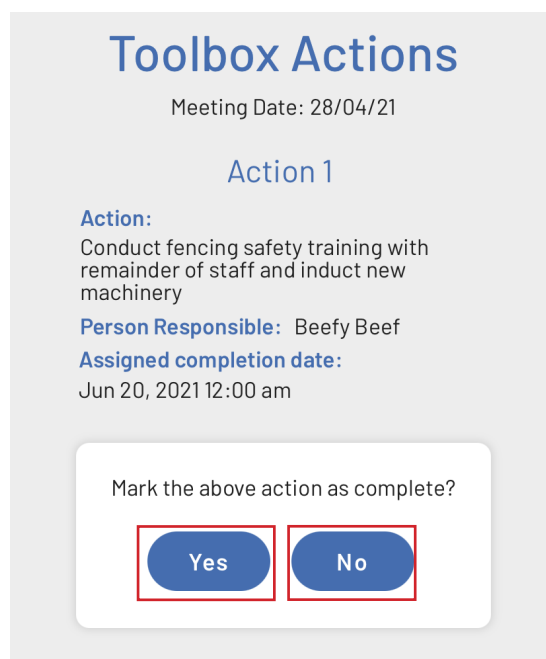 Toolbox Actions
Meeting Date: 28/04/21
Action 1
Action:
Conduct fencing safety training with
remainder of staff and induct new
machinery
Person Responsible: Beefy Beef
Assigned completion date:
Jun 20, 2021 12:00 am
Mark the above action as complete?
Yes No